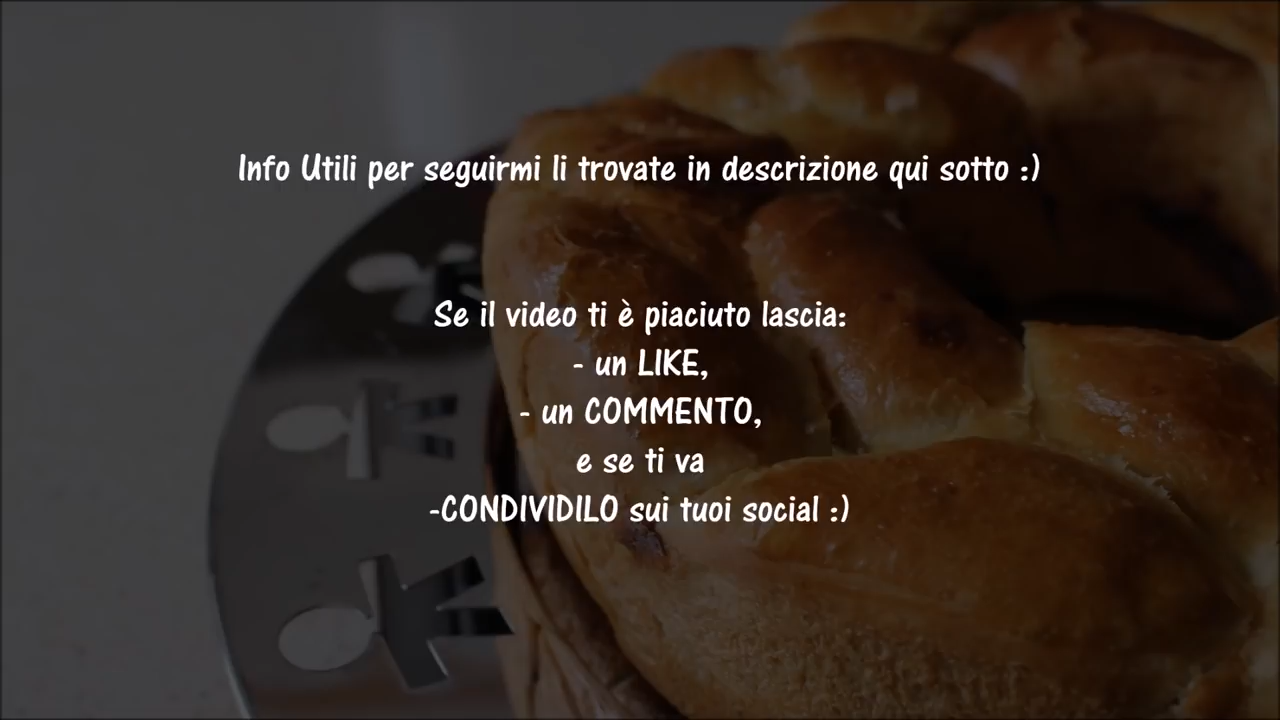 Info Utili per seguirmi li trovate in descrizione qui sotto :)
Se il video ti è piaciuto lascia:
- un LIKE,
- un COMMENTO,
e se ti va
-CONDIVIDILO sui tuoi social :)